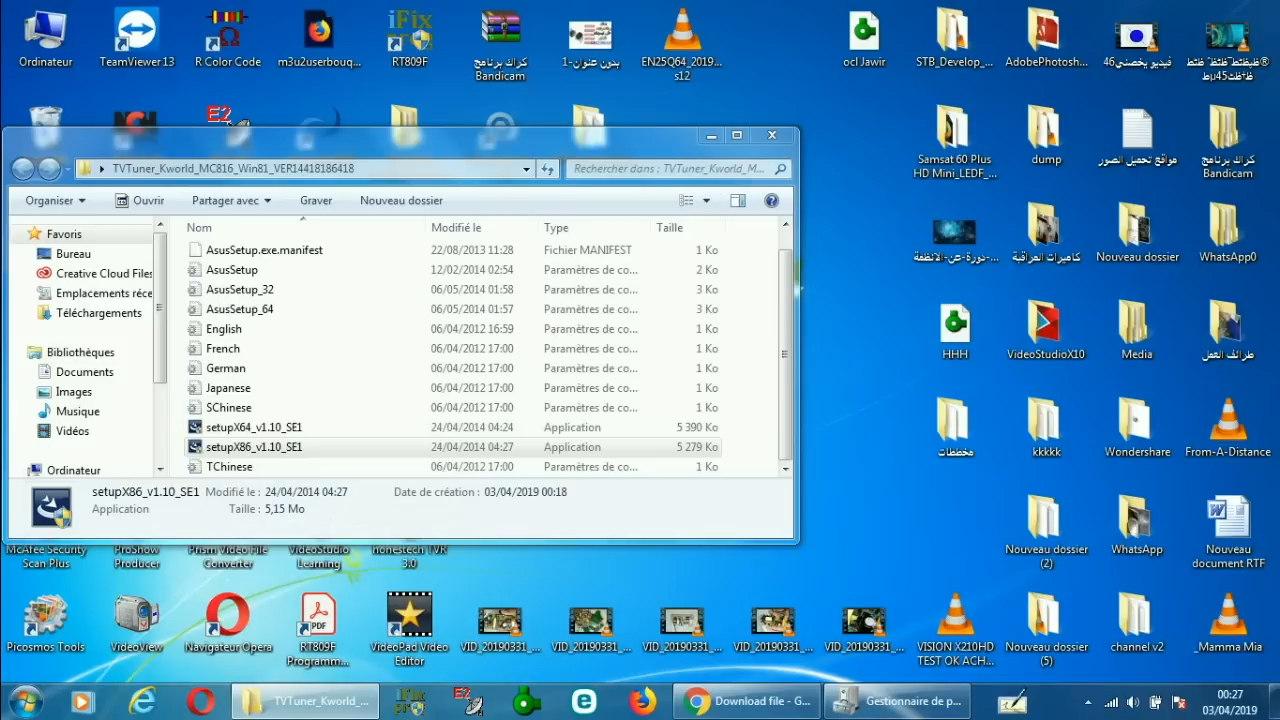 Ordinateur
TeamViewer 13
R Color Code
m3u2userbouq...
iFix
RT809F
كراك برنامج
Bandicam
بدون عنوان-1
EN25Q64_2019...
s12
ocl Jawir
STB_Develop_...
AdobePhotosh...
فيديو يخصني46
E2
TVTuner_Kworld_MC816_Win81_VER14418186418
Rechercher dans : TVTuner_Kworld_M...
Organiser
Ouvrir
Partager avec
Graver
Nouveau dossier
Nom
Modifié le
Type
Taille
Favoris
Bureau
Creative Cloud Files
Emplacements réce
Téléchargements
Bibliothèques
Documents
Images
Musique
Vidéos
Ordinateur
AsusSetup.exe.manifest 22/08/2013 11:28 Fichier MANIFEST 1 Ko
AsusSetup 12/02/2014 02:54 Paramètres de co... 2 Ko
AsusSetup_32 06/05/2014 01:58 Paramètres de co... 3 Ko
AsusSetup_64 06/05/2014 01:57 Paramètres de co... 3 Ko
English 06/04/2012 16:59 Paramètres de co... 1 Ko
French 06/04/2012 17:00 Paramètres de co... 1 Ko
German 06/04/2012 17:00 Paramètres de co... 1 Ko
Japanese 06/04/2012 17:00 Paramètres de co... 1 Ko
SChinese 06/04/2012 17:00 Paramètres de co... 1 Ko
setupX64_v1.10_SE1 24/04/2014 04:24 Application 5 390 Ko
setupX86_v1.10_SE1 24/04/2014 04:27 Application 5 279 Ko
TChinese 06/04/2012 17:00 Paramètres de co... 1 Ko
setupX86_v1.10_SE1 Modifié le : 24/04/2014 04:27 Date de création : 03/04/2019 00:18
Application Taille : 5,15 Mo
Samsat 60 Plus
HD Mini_LEDF_...
dump
مواقع تحميل الصور
كراك برنامج
Bandicam
...-دورة-عن-الانظمة
كاميرات المراقبة
Nouveau dossier
WhatsApp0
HHH
VideoStudioX10
Media
طرائف العمل
مخططات
kkkkk
Wondershare
From-A-Distance
Nouveau dossier
(2)
WhatsApp
Nouveau
document RTF
McAfee Security
Scan Plus
ProShow
Producer
Prism Video File
Converter
VideoStudio
Learning
honestech TVR
3.0
Picosmos Tools
VideoView
Navigateur Opera
PDF
RT809F
Programm...
VideoPad Video
Editor
VID_20190331_...
VID_20190331_...
VID_20190331_...
VID_20190331_...
VID_20190331_...
VISION X210HD
TEST OK ACH...
Nouveau dossier
(5)
channel v2
_Mamma Mia
TVTuner_Kworld_...
iFix
E2
Download file - G...
Gestionnaire de p...
00:27
03/04/2019